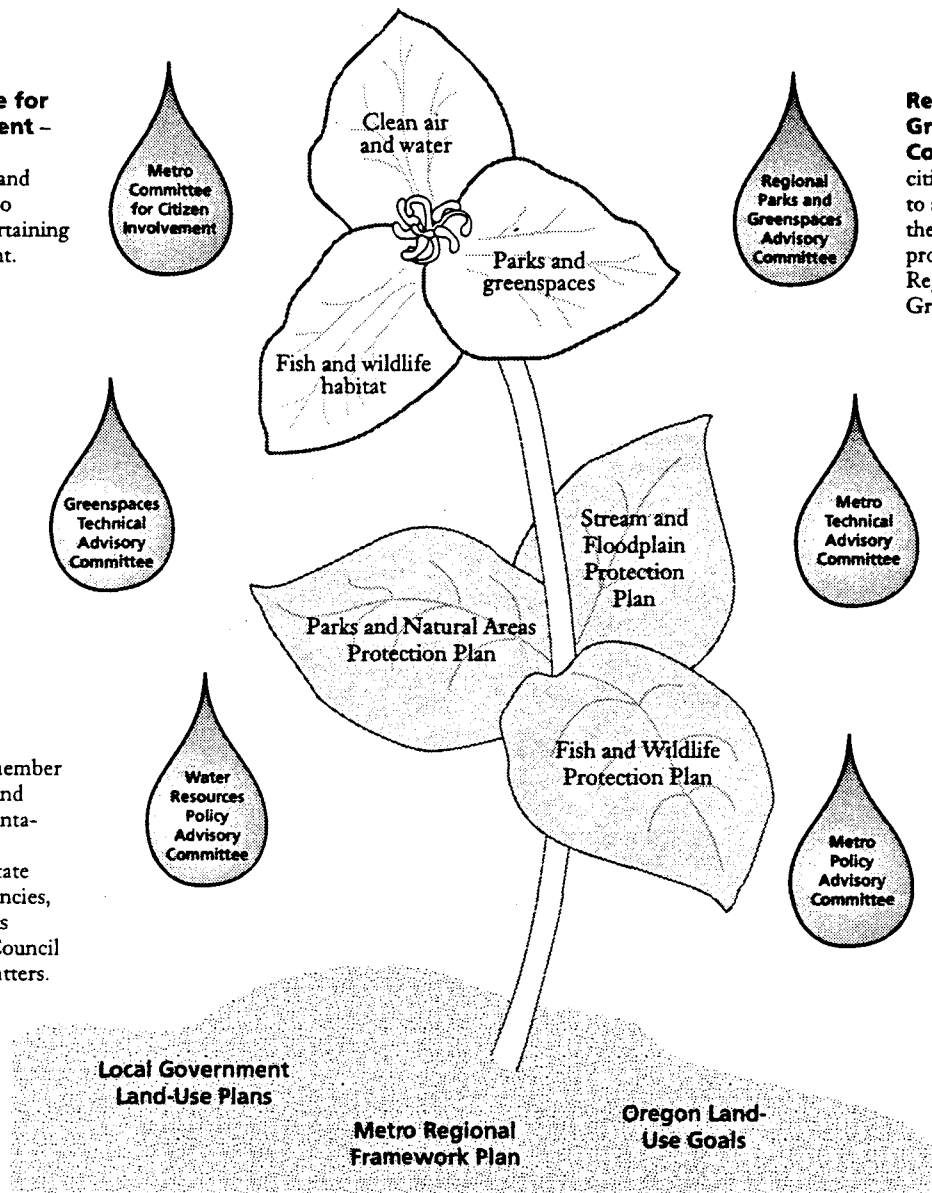 e for
ent –
and
o
rtaining
nt.
Metro
Committee
for Citizen
Involvement
Clean air
and water
Parks and
greenspaces
Fish and wildlife
habitat
Regional
Parks and
Greenspaces
Advisory
Committee
Re
Gr
Co
citi
to a
the
pro
Reg
Gr
Greenspaces
Technical
Advisory
Committee
Stream and
Floodplain
Protection
Plan
Metro
Technical
Advisory
Committee
Parks and Natural Areas
Protection Plan
Fish and Wildlife
Protection Plan
nember
nd
nta-
tate
ncies,
s
Council
atters.
Water
Resources
Policy
Advisory
Committee
Metro
Policy
Advisory
Committee
Local Government
Land-Use Plans
Metro Regional
Framework Plan
Oregon Land-
Use Goals